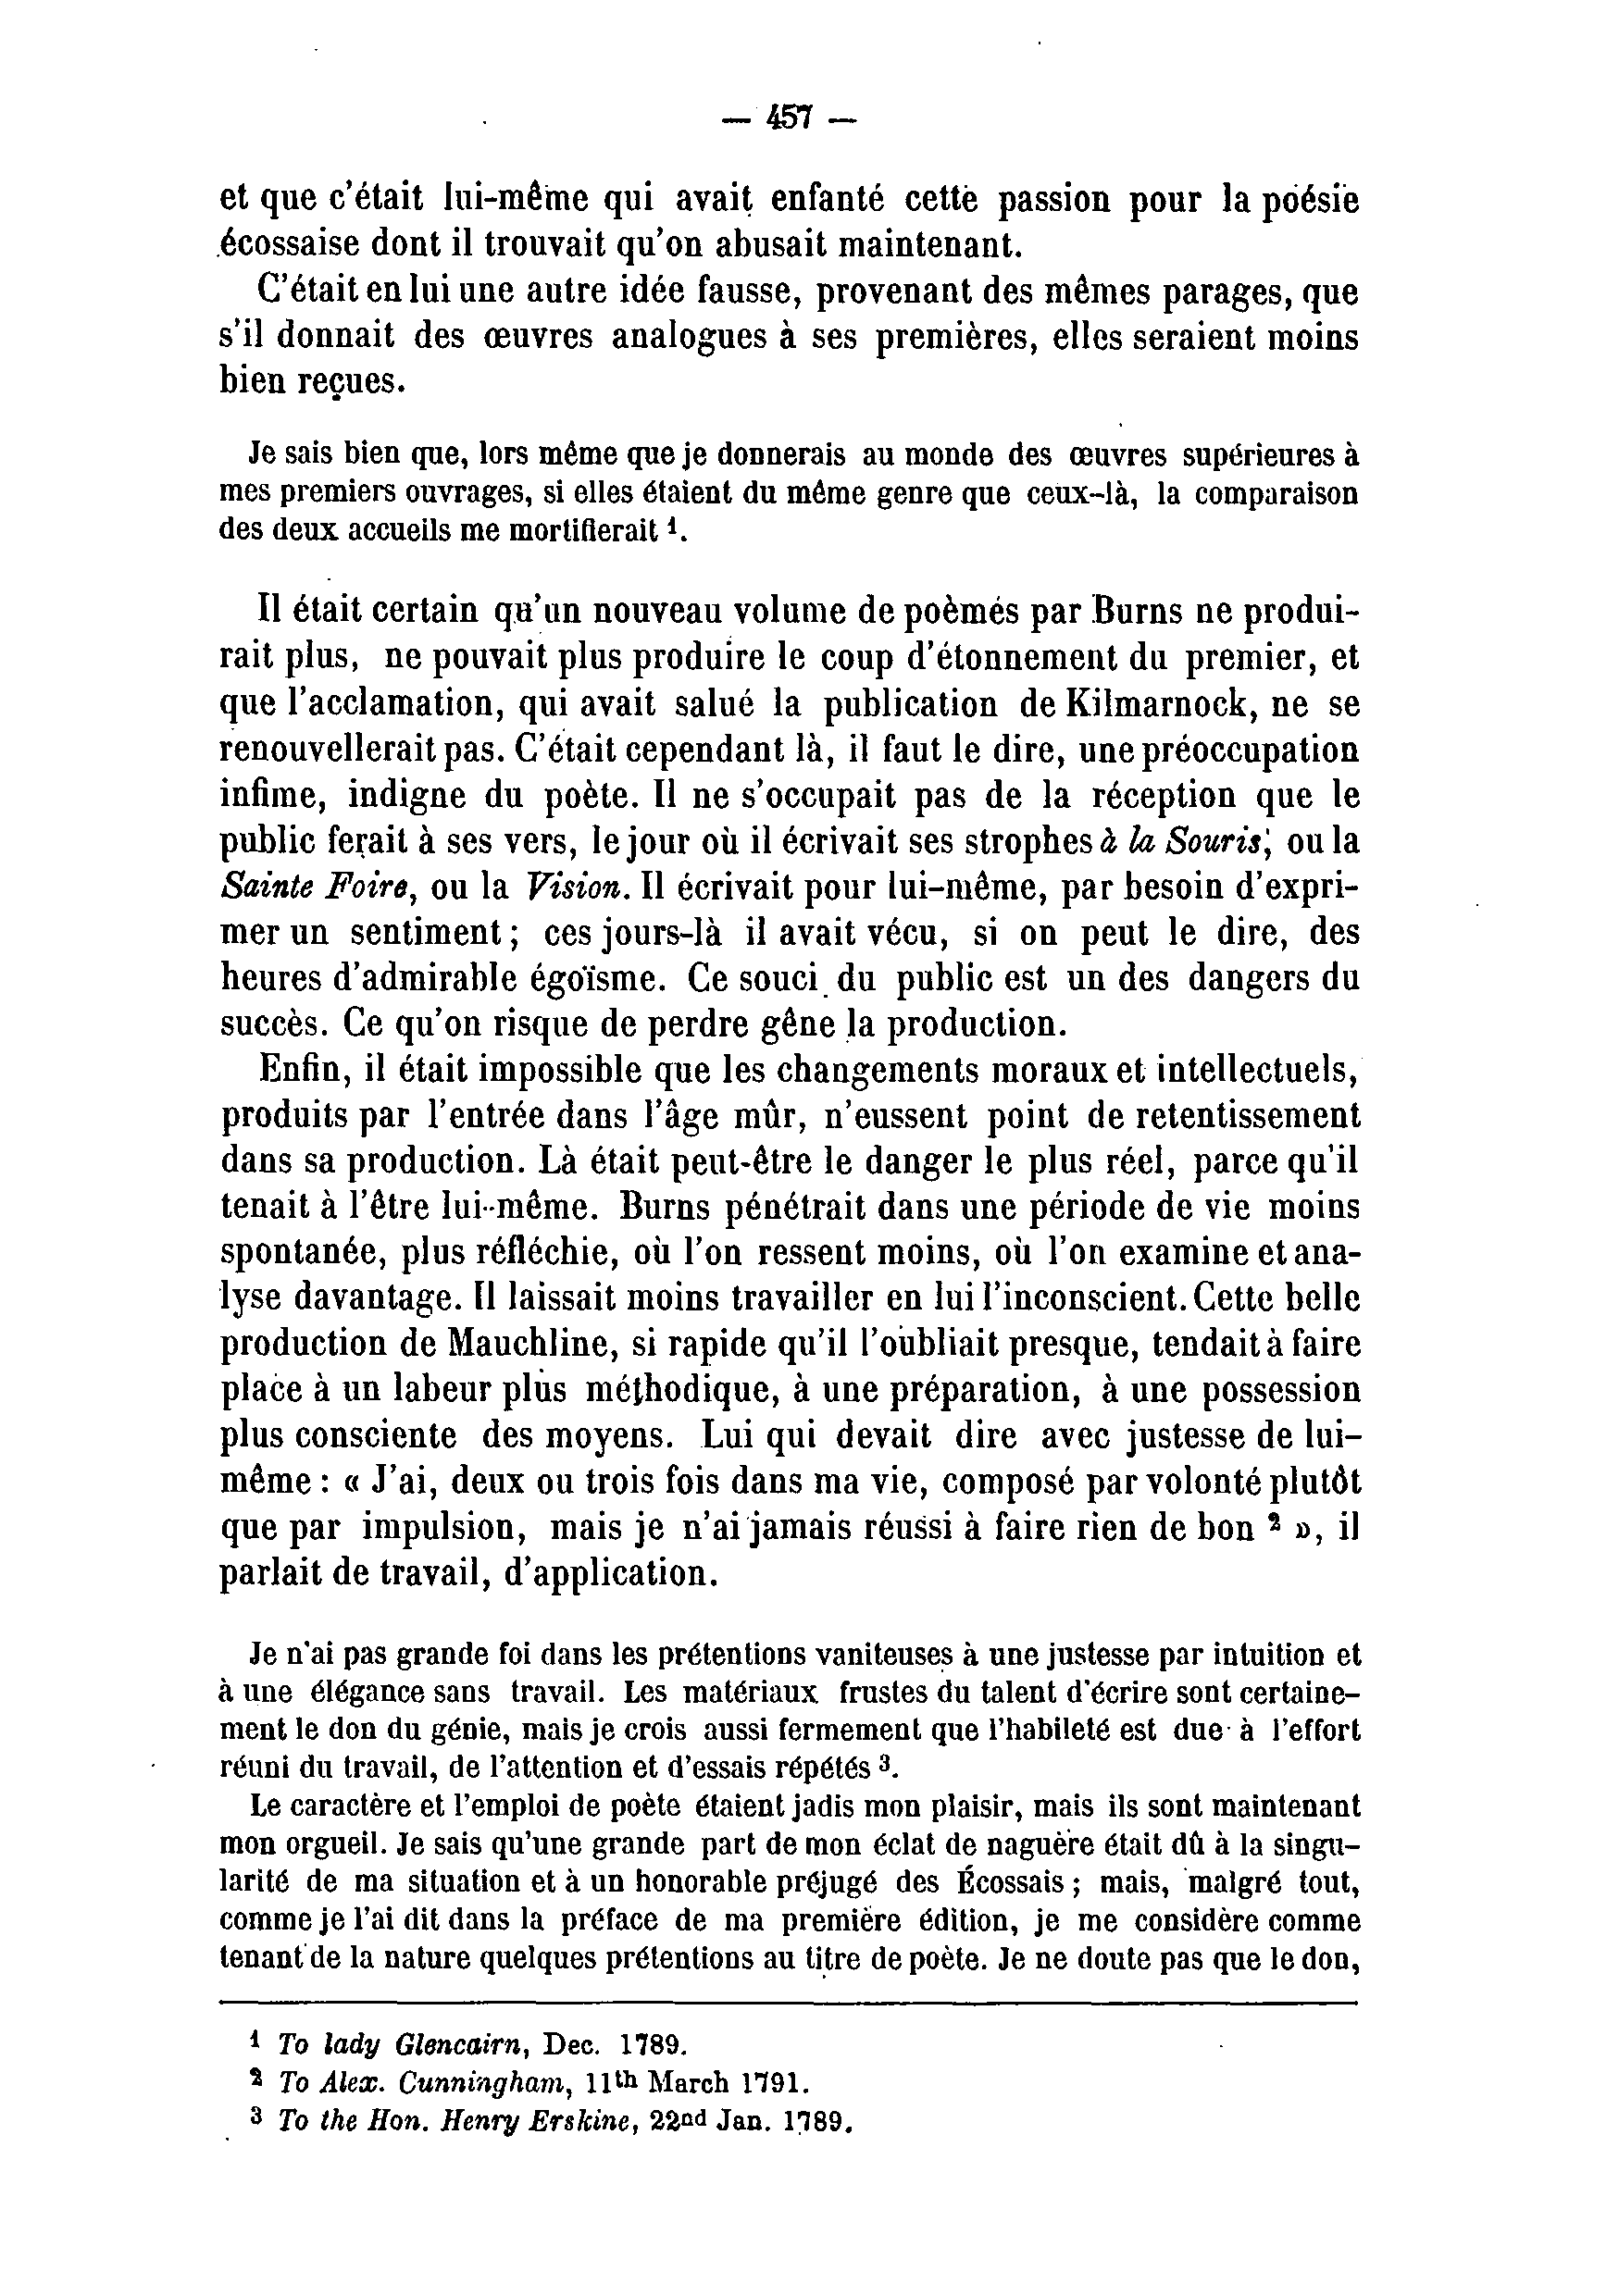 — 457 —
et que c'était lui-même qui avait enfanté cette passion pour la poésie
écossaise dont il trouvait qu'on abusait maintenant.
C'était en lui une autre idée fausse, provenant des mêmes parages, que
s'il donnait des œuvres analogues à ses premières, elles seraient moins
bien reçues.
Je sais bien que, lors même que je donnerais au monde des œuvres supérieures à
mes premiers ouvrages, si elles étaient du même genre que ceux-là, la comparaison
des deux accueils me mortifierait ¹.
Il était certain qu'un nouveau volume de poèmes par Burns ne produi-
rait plus, ne pouvait plus produire le coup d'étonnement du premier, et
que l'acclamation, qui avait salué la publication de Kilmarnock, ne se
renouvellerait pas. C'était cependant là, il faut le dire, une préoccupation
infime, indigne du poète. Il ne s'occupait pas de la réception que le
public ferait à ses vers, le jour où il écrivait ses strophes à la Souris, ou la
Sainte Foire, ou la Vision. Il écrivait pour lui-même, par besoin d'expri-
mer un sentiment ; ces jours-là il avait vécu, si on peut le dire, des
heures d'admirable égoïsme. Ce souci du public est un des dangers du
succès. Ce qu'on risque de perdre gêne la production.
Enfin, il était impossible que les changements moraux et intellectuels,
produits par l'entrée dans l'âge mûr, n'eussent point de retentissement
dans sa production. Là était peut-être le danger le plus réel, parce qu'il
tenait à l'être lui-même. Burns pénétrait dans une période de vie moins
spontanée, plus réfléchie, où l'on ressent moins, où l'on examine et ana-
lyse davantage. Il laissait moins travailler en lui l'inconscient. Cette belle
production de Mauchline, si rapide qu'il l'oubliait presque, tendait à faire
place à un labeur plus méthodique, à une préparation, à une possession
plus consciente des moyens. Lui qui devait dire avec justesse de lui-
même : « J'ai, deux ou trois fois dans ma vie, composé par volonté plutôt
que par impulsion, mais je n'ai jamais réussi à faire rien de bon ² », il
parlait de travail, d'application.
Je n'ai pas grande foi dans les prétentions vaniteuses à une justesse par intuition et
à une élégance sans travail. Les matériaux frustes du talent d'écrire sont certaine-
ment le don du génie, mais je crois aussi fermement que l'habileté est due à l'effort
réuni du travail, de l'attention et d'essais répétés ³.
Le caractère et l'emploi de poète étaient jadis mon plaisir, mais ils sont maintenant
mon orgueil. Je sais qu'une grande part de mon éclat de naguère était dû à la singu-
larité de ma situation et à un honorable préjugé des Écossais ; mais, malgré tout,
comme je l'ai dit dans la préface de ma première édition, je me considère comme
tenant de la nature quelques prétentions au titre de poète. Je ne doute pas que le don,
¹ To lady Glencairn, Dec. 1789.
² To Alex. Cunningham, 11th March 1791.
³ To the Hon. Henry Erskine, 22nd Jan. 1789.